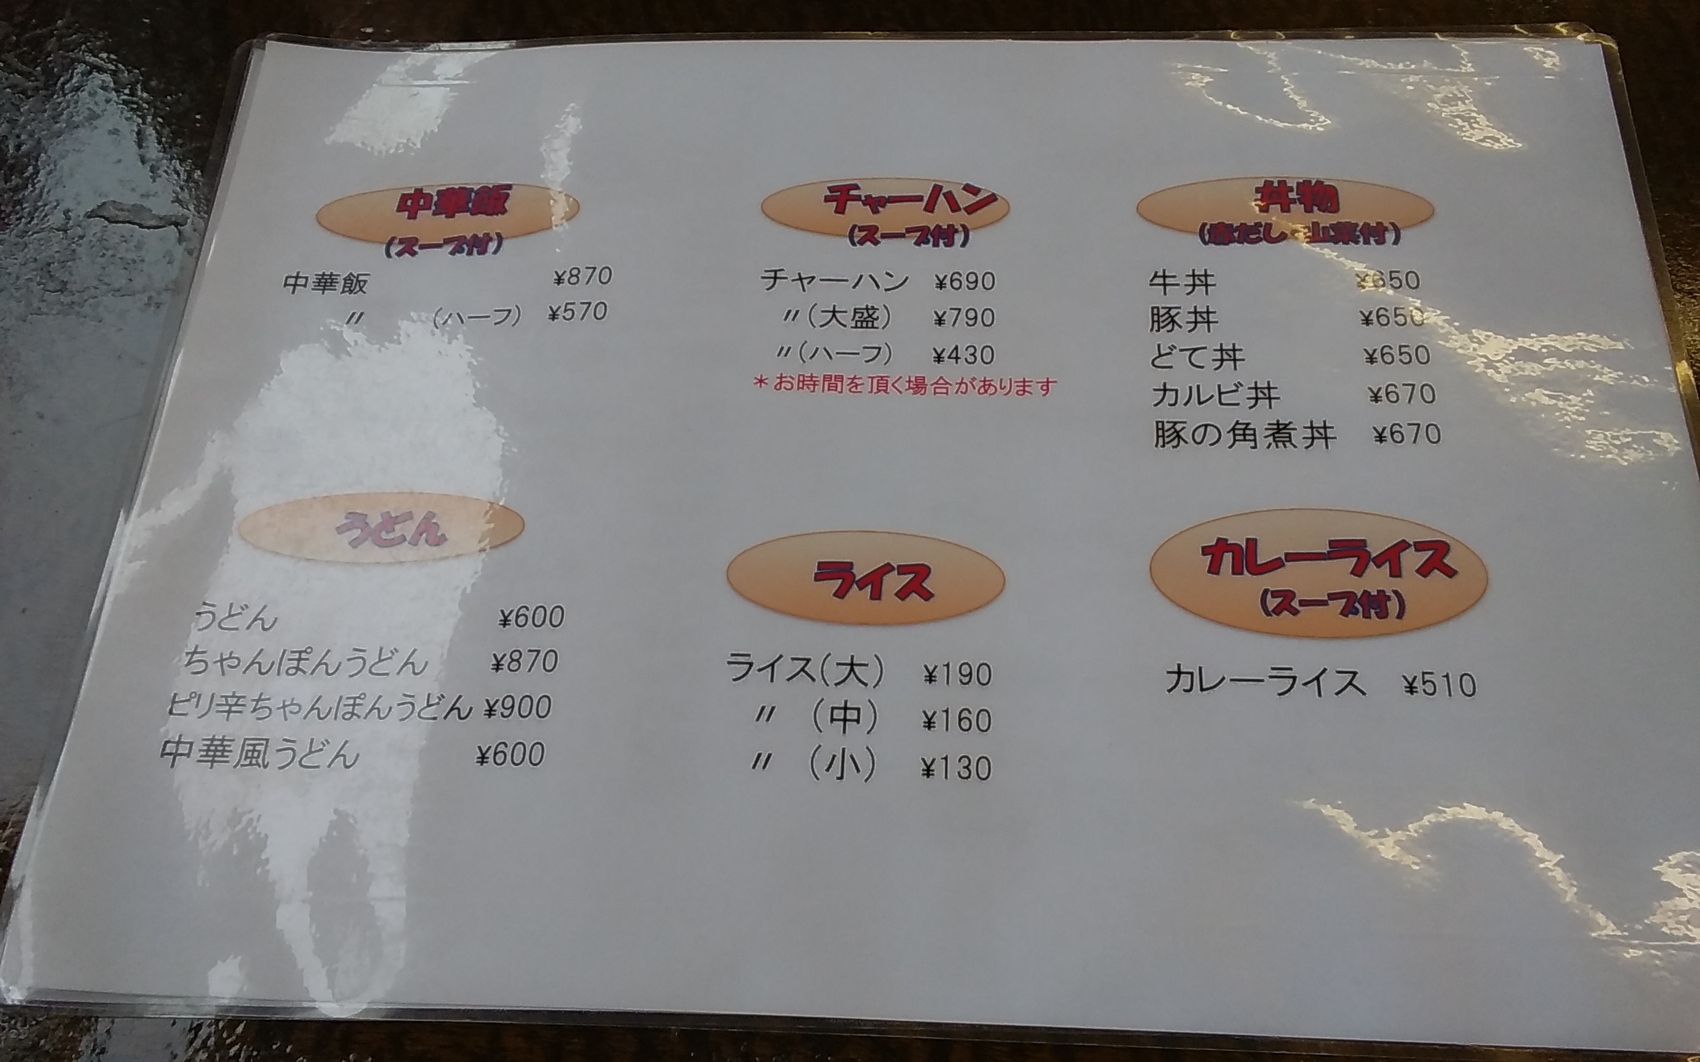 中華飯
(スープ付)
中華飯 ¥870
〃 (ハーフ) ¥570
チャーハン
(スープ付)
チャーハン ¥690
〃(大盛) ¥790
〃(ハーフ) ¥430
＊お時間を頂く場合があります
丼物
(赤だし・山菜付)
牛丼 ¥650
豚丼 ¥650
どて丼 ¥650
カルビ丼 ¥670
豚の角煮丼 ¥670
うどん
うどん ¥600
ちゃんぽんうどん ¥870
ピリ辛ちゃんぽんうどん ¥900
中華風うどん ¥600
ライス
ライス(大) ¥190
〃 (中) ¥160
〃 (小) ¥130
カレーライス
(スープ付)
カレーライス ¥510